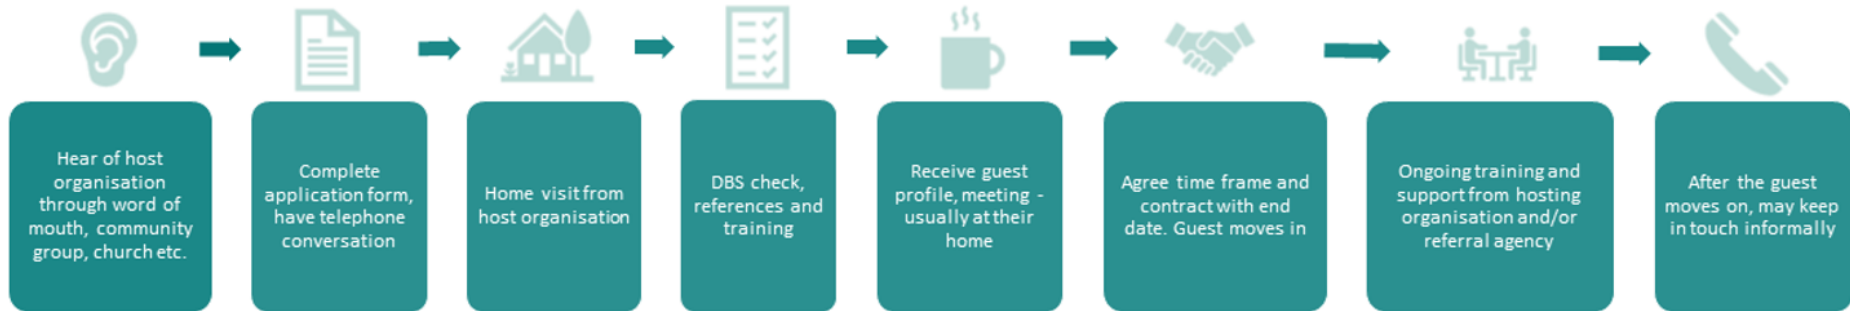 Hear of host
organisation
through word of
mouth, community
group, church etc.
Complete
application form,
have telephone
conversation
Home visit from
host organisation
DBS check,
references and
training
Receive guest
profile, meeting -
usually at their
home
Agree time frame and
contract with end
date. Guest moves in
Ongoing training and
support from hosting
organisation and/or
referral agency
After the guest
moves on, may keep
in touch informally